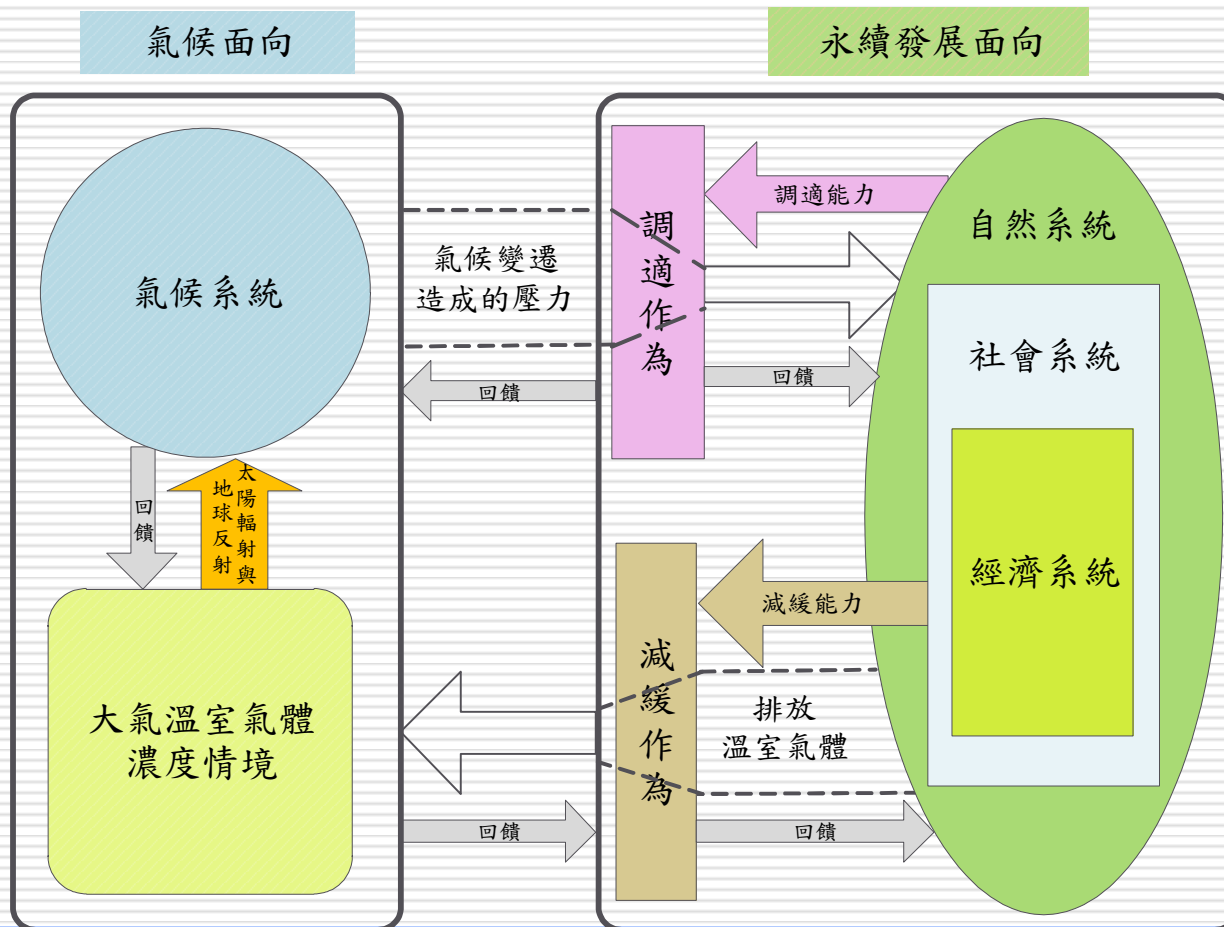 氣候面向
永續發展面向
氣候系統
氣候變遷
造成的壓力
調適作為
調適能力
自然系統
社會系統
經濟系統
回饋
回饋
回饋
太陽輻射與
地球反射
大氣溫室氣體
濃度情境
減緩作為
減緩能力
排放
溫室氣體
回饋
回饋